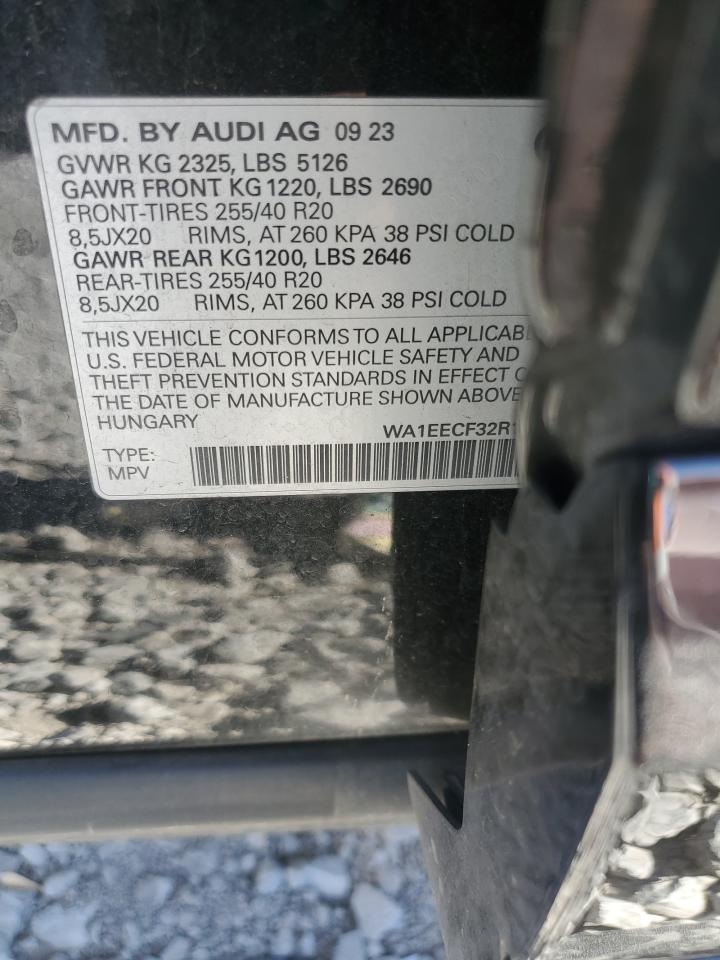 MFD. BY AUDI AG 09 23
GVWR KG 2325, LBS 5126
GAWR FRONT KG 1220, LBS 2690
FRONT-TIRES 255/40 R20
8,5JX20 RIMS, AT 260 KPA 38 PSI COLD
GAWR REAR KG 1200, LBS 2646
REAR-TIRES 255/40 R20
8,5JX20 RIMS, AT 260 KPA 38 PSI COLD
THIS VEHICLE CONFORMS TO ALL APPLICABL
U.S. FEDERAL MOTOR VEHICLE SAFETY AND
THEFT PREVENTION STANDARDS IN EFFECT
THE DATE OF MANUFACTURE SHOWN ABOVE
HUNGARY
WA1EECF32R1
TYPE:
MPV